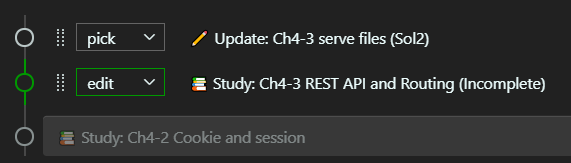 pick ✏️ Update: Ch4-3 serve files (Sol2)
edit 📚 Study: Ch4-3 REST API and Routing (Incomplete)
📚 Study: Ch4-2 Cookie and session